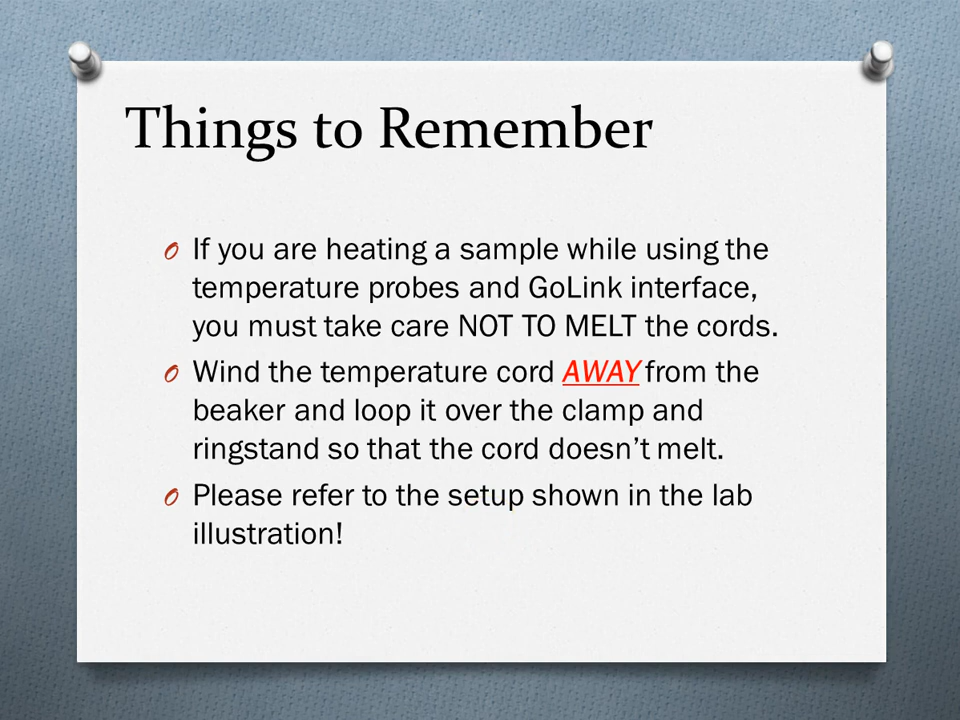 Things to Remember
If you are heating a sample while using the
temperature probes and GoLink interface,
you must take care NOT TO MELT the cords.
Wind the temperature cord AWAY from the
beaker and loop it over the clamp and
ringstand so that the cord doesn’t melt.
Please refer to the setup shown in the lab
illustration!